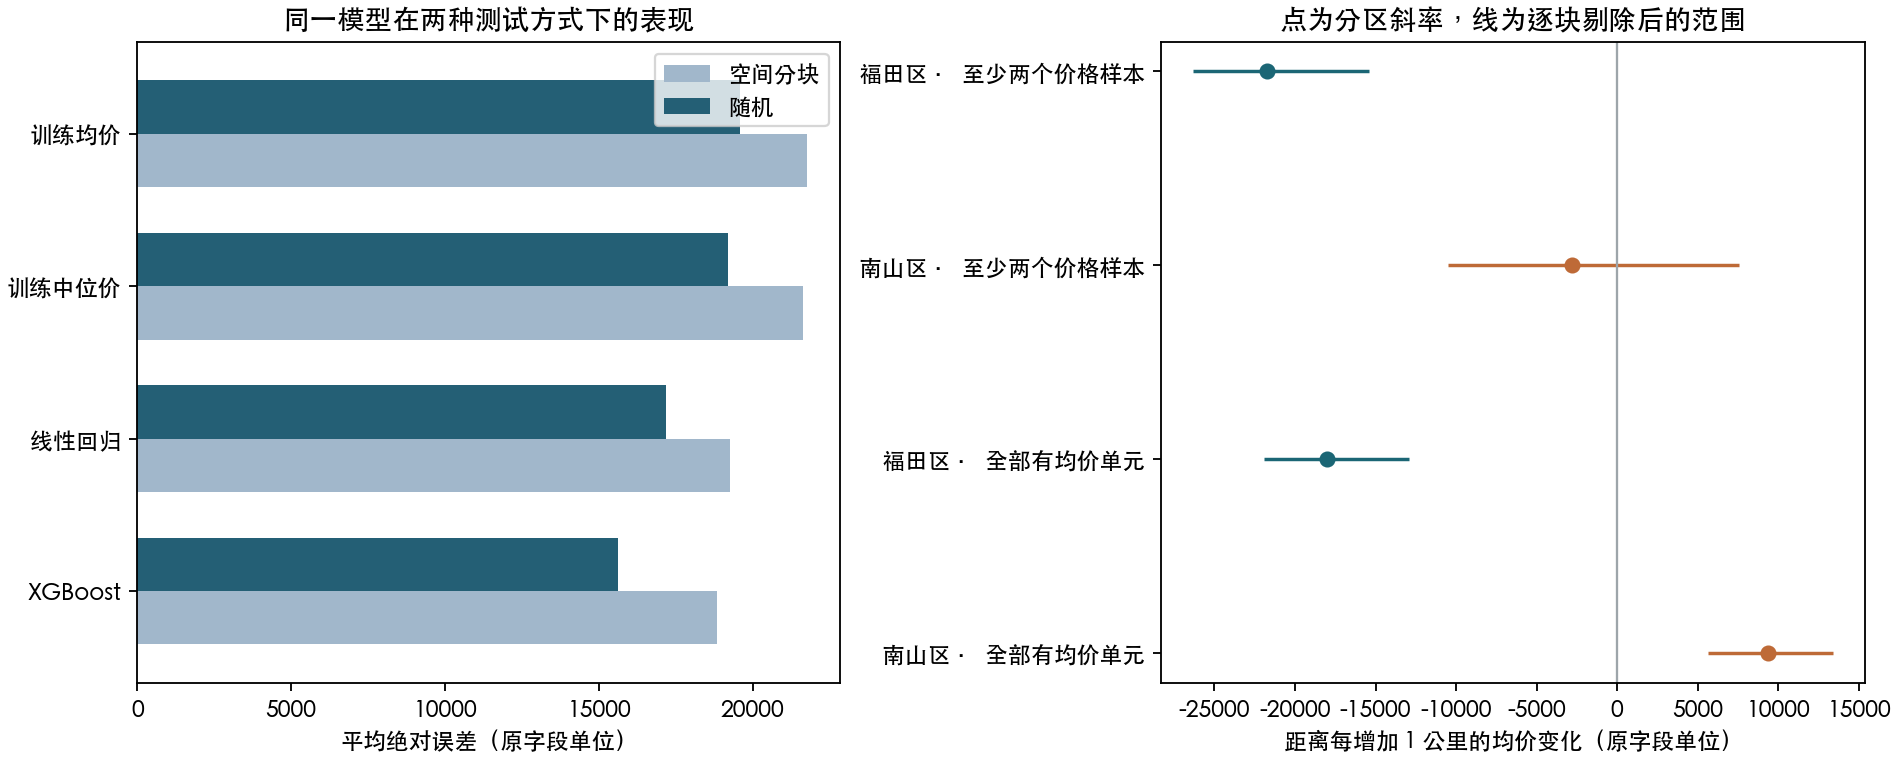 同一模型在两种测试方式下的表现
空间分块
随机
训练均价
训练中位价
线性回归
XGBoost
0 5000 10000 15000 20000
平均绝对误差（原字段单位）
点为分区斜率，线为逐块剔除后的范围
福田区 · 至少两个价格样本
南山区 · 至少两个价格样本
福田区 · 全部有均价单元
南山区 · 全部有均价单元
-25000 -20000 -15000 -10000 -5000 0 5000 10000 15000
距离每增加 1 公里的均价变化（原字段单位）